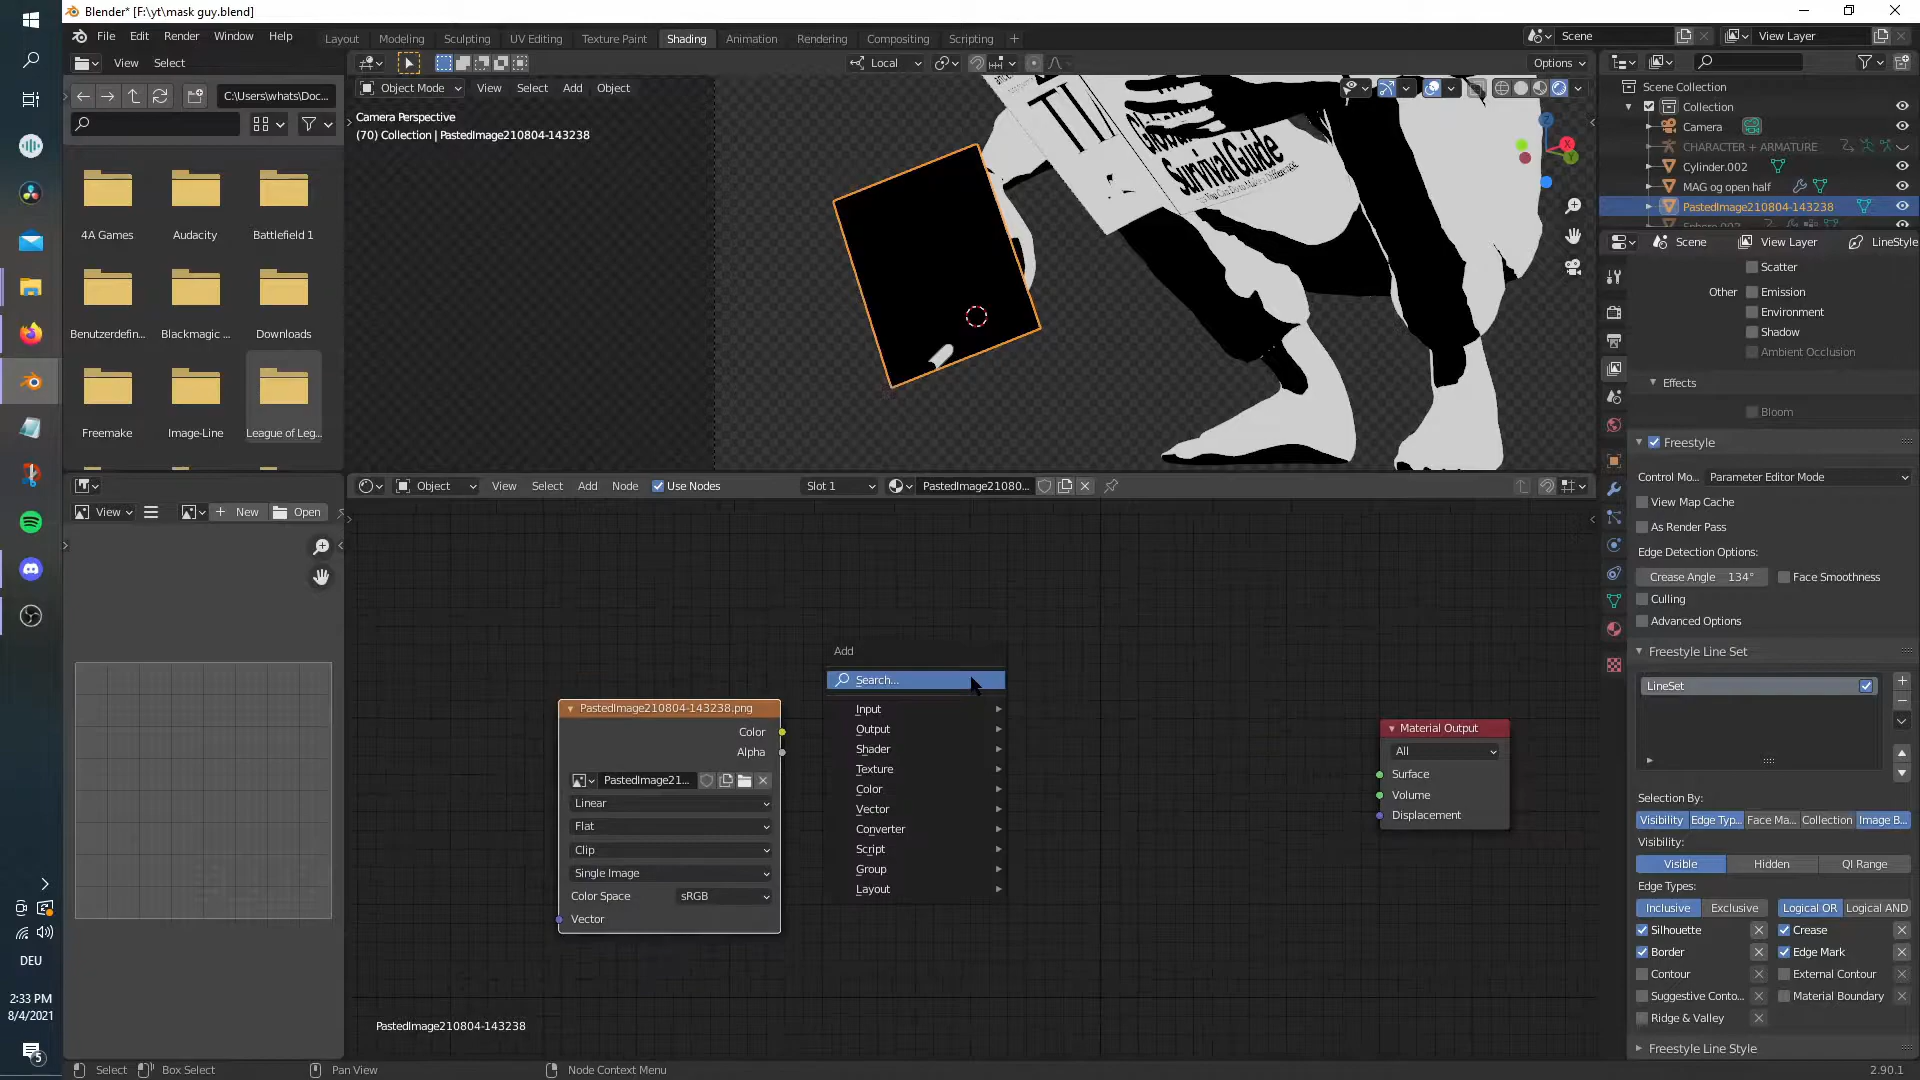 Blender* [F:\yt\mask guy.blend]
File Edit Render Window Help
Layout Modeling Sculpting UV Editing Texture Paint Shading Animation Rendering Compositing Scripting
Scene
View Layer
View Select
Local
Options
C:\Users\whats\Doc...
Object Mode View Select Add Object
Camera Perspective
(70) Collection | PastedImage210804-143238
Survival Guide
4A Games Audacity Battlefield 1
Benutzerdefin... Blackmagic ... Downloads
Freemake Image-Line League of Leg...
Scene Collection
Collection
Camera
CHARACTER + ARMATURE
Cylinder.002
MAG og open half
PastedImage210804-143238
Sphere.002
Scene View Layer LineStyle
Scatter
Other Emission
Environment
Shadow
Ambient Occlusion
Effects
Bloom
Freestyle
Control Mo... Parameter Editor Mode
View Map Cache
As Render Pass
Edge Detection Options:
Crease Angle 134° Face Smoothness
Culling
Advanced Options
Freestyle Line Set
LineSet
Selection By:
Visibility Edge Typ... Face Ma... Collection Image B...
Visibility:
Visible Hidden QI Range
Edge Types:
Inclusive Exclusive Logical OR Logical AND
Silhouette Crease
Border Edge Mark
Contour External Contour
Suggestive Conto... Material Boundary
Ridge & Valley
Freestyle Line Style
Object View Select Add Node Use Nodes Slot 1 PastedImage21080...
View New Open
Add
Search...
Input
Output
Shader
Texture
Color
Vector
Converter
Script
Group
Layout
PastedImage210804-143238.png
Color
Alpha
PastedImage21...
Linear
Flat
Clip
Single Image
Color Space sRGB
Vector
Material Output
All
Surface
Volume
Displacement
PastedImage210804-143238
DEU
2:33 PM
8/4/2021
5
Select Box Select Pan View Node Context Menu 2.90.1